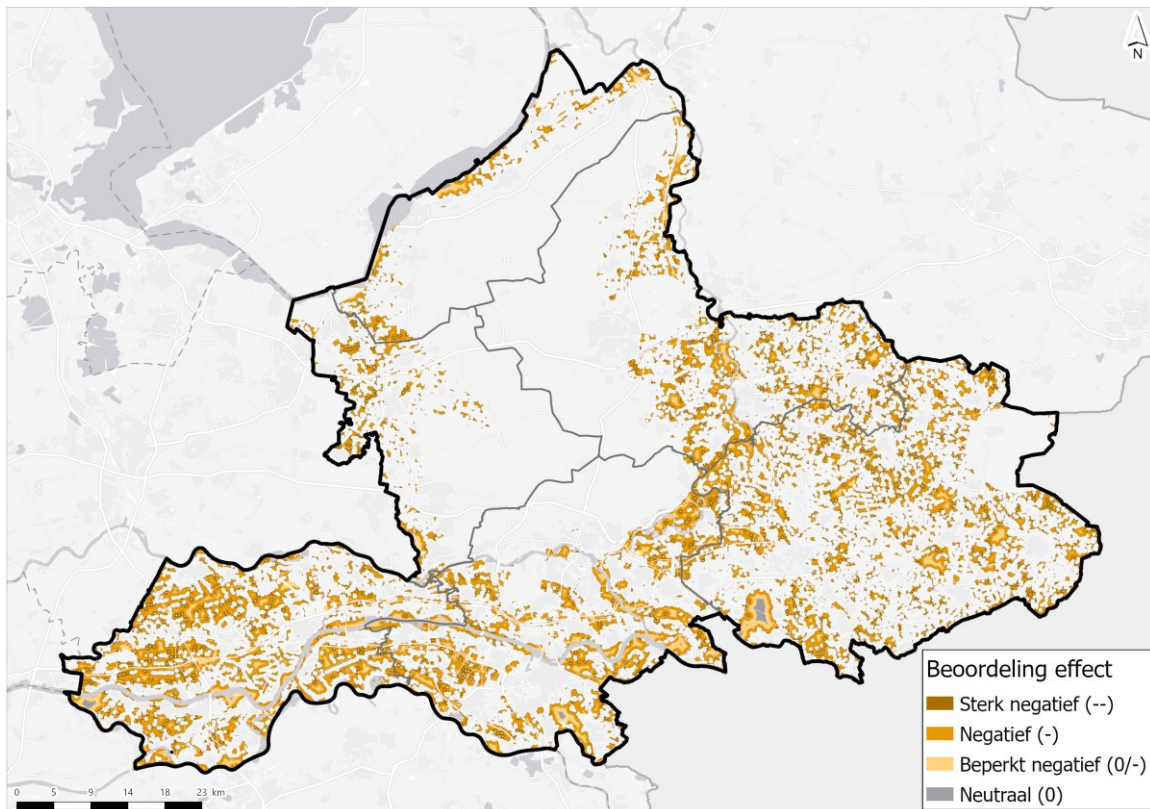 N
Beoordeling effect
Sterk negatief (--)
Negatief (-)
Beperkt negatief (0/-)
Neutraal (0)
0 5 9 14 18 23 km